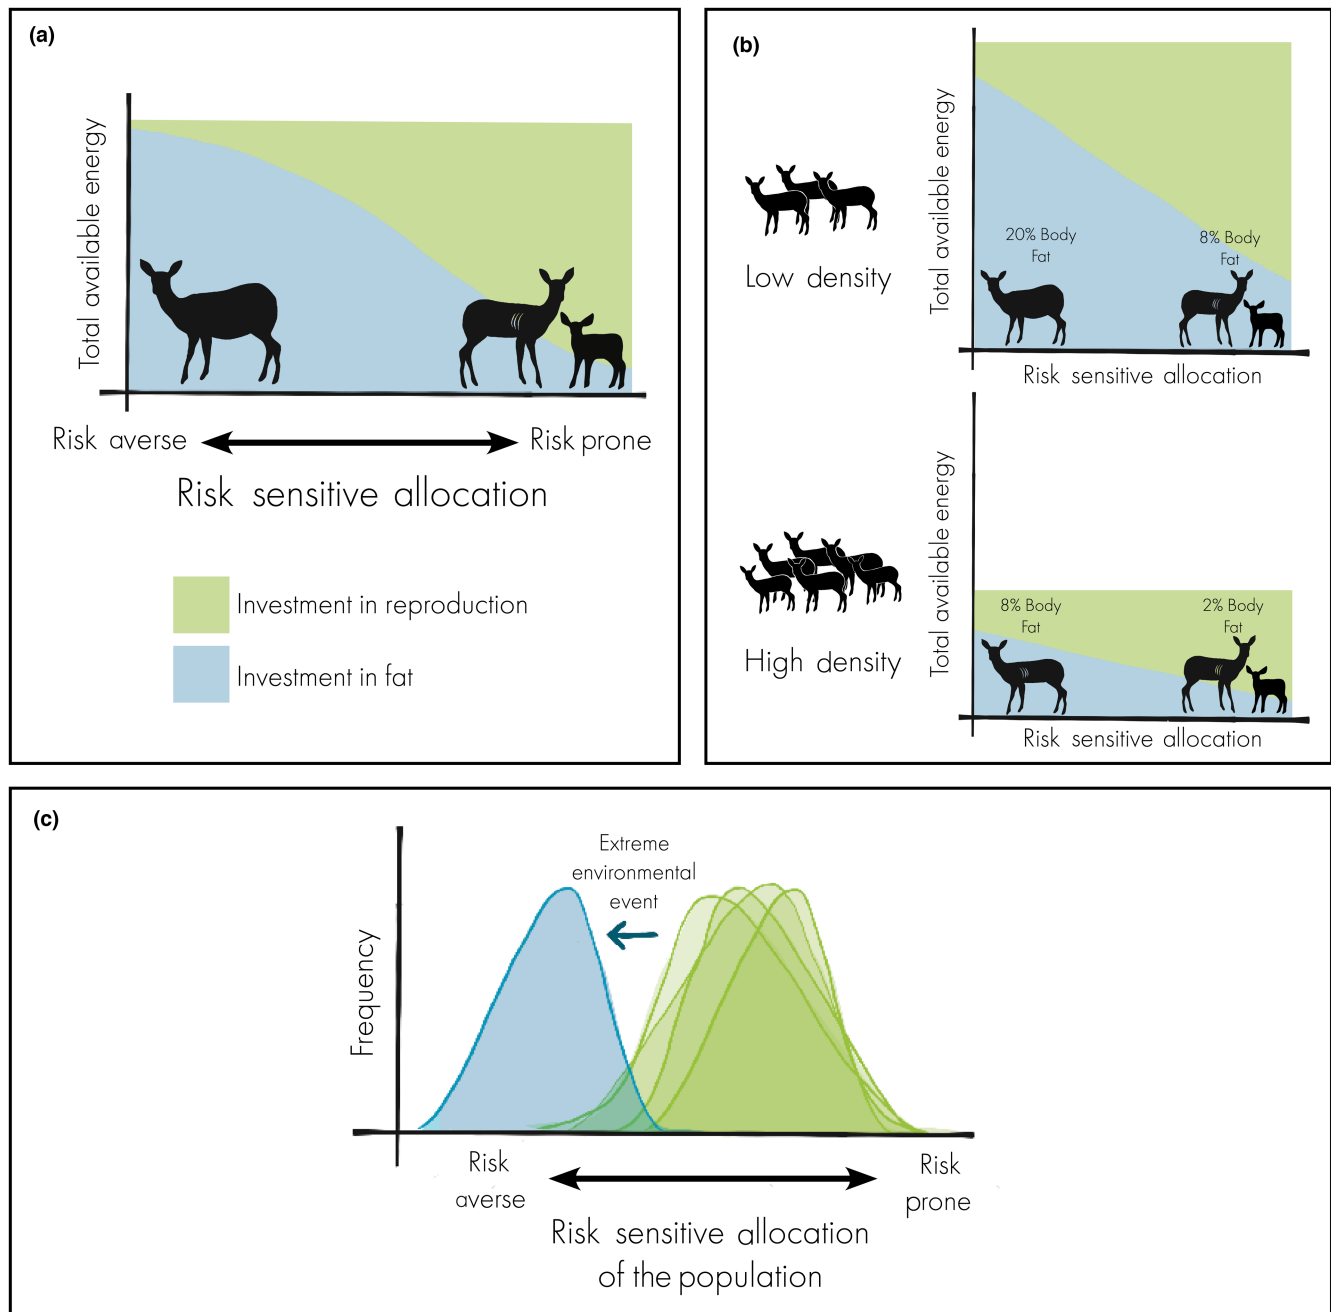 (a)
Total available energy
Risk averse
Risk prone
Risk sensitive allocation
Investment in reproduction
Investment in fat
(b)
Low density
Total available energy
20% Body
Fat
8% Body
Fat
Risk sensitive allocation
High density
Total available energy
8% Body
Fat
2% Body
Fat
Risk sensitive allocation
(c)
Frequency
Extreme
environmental
event
Risk
averse
Risk
prone
Risk sensitive allocation
of the population